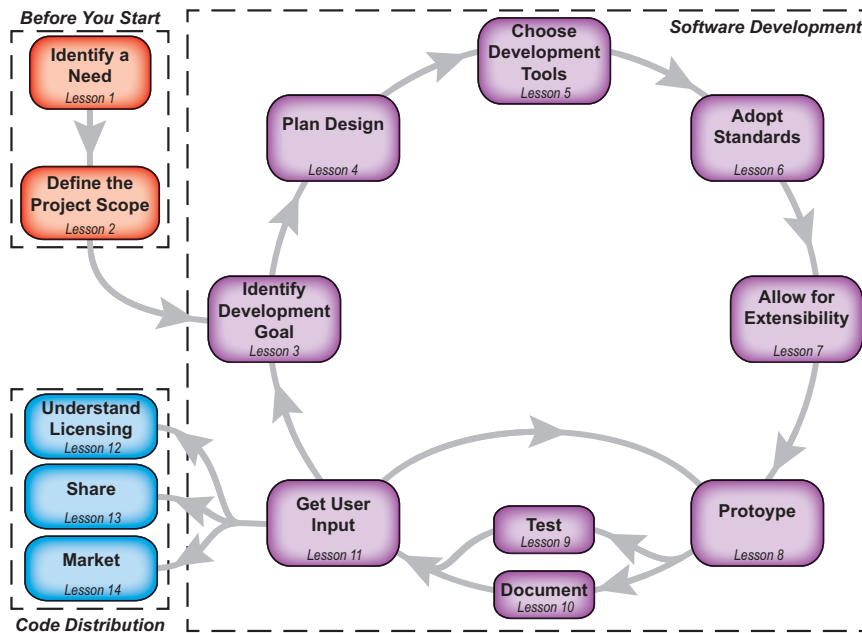 Before You Start
Identify a
Need
Lesson 1
Define the
Project Scope
Lesson 2
Software Development
Identify
Development
Goal
Lesson 3
Plan Design
Lesson 4
Choose
Development
Tools
Lesson 5
Adopt
Standards
Lesson 6
Allow for
Extensibility
Lesson 7
Protoype
Lesson 8
Test
Lesson 9
Document
Lesson 10
Get User
Input
Lesson 11
Understand
Licensing
Lesson 12
Share
Lesson 13
Market
Lesson 14
Code Distribution